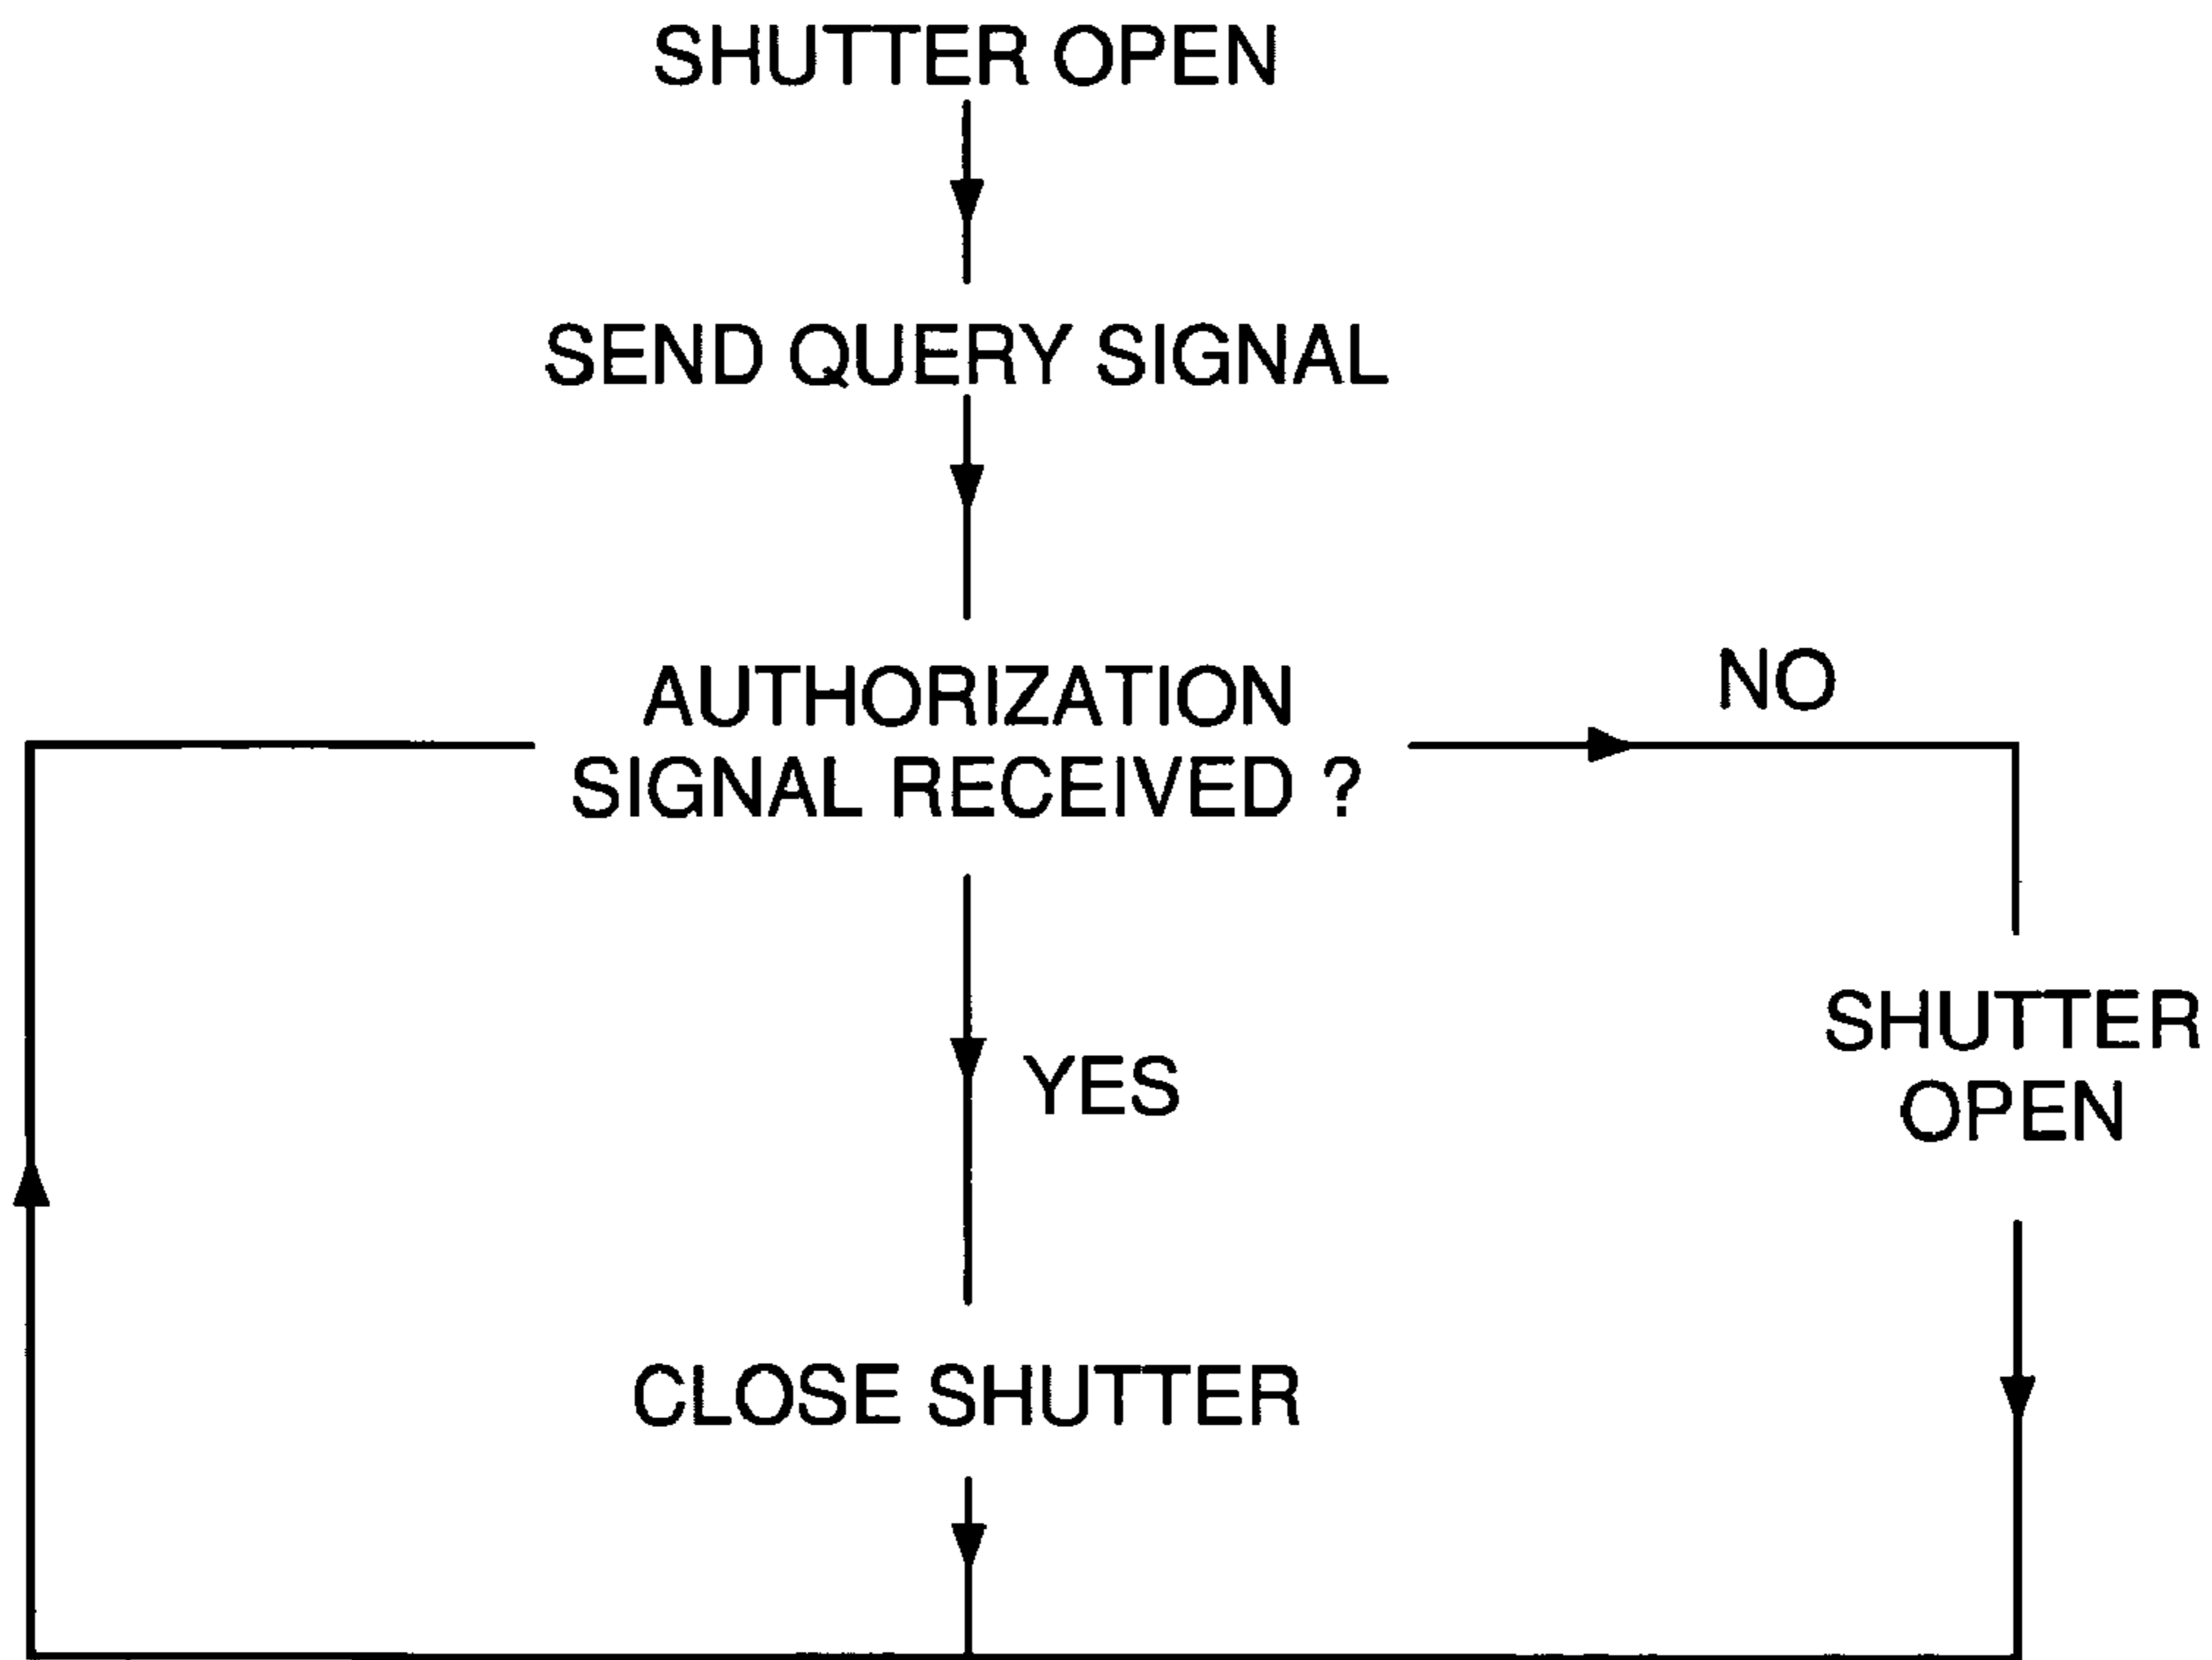 SHUTTER OPEN
SEND QUERY SIGNAL
AUTHORIZATION
SIGNAL RECEIVED ?
NO
YES
SHUTTER
OPEN
CLOSE SHUTTER